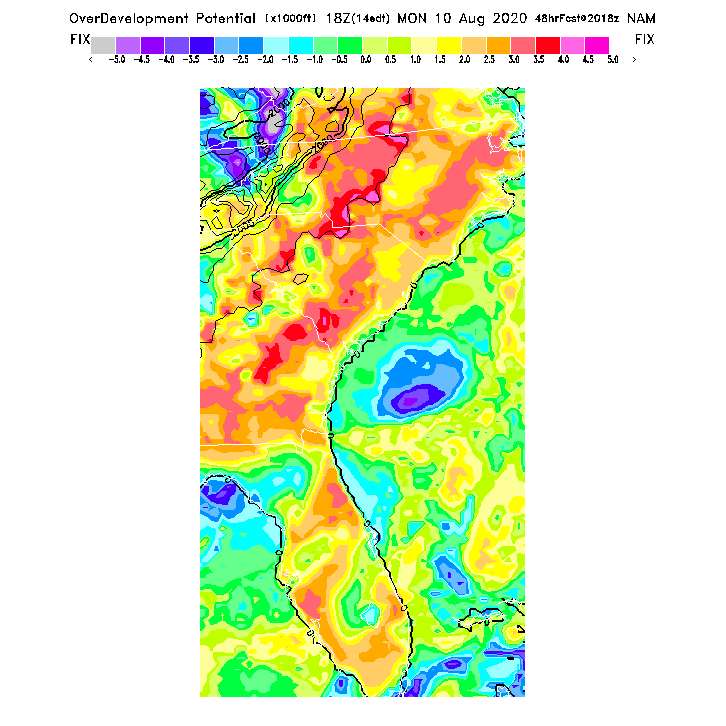 OverDevelopment Potential [x1000ft] 18Z(14edt) MON 10 Aug 2020 48hrFcst@2018z NAM
FIX FIX
< -5.0 -4.5 -4.0 -3.5 -3.0 -2.5 -2.0 -1.5 -1.0 -0.5 0.0 0.5 1.0 1.5 2.0 2.5 3.0 3.5 4.0 4.5 5.0 >